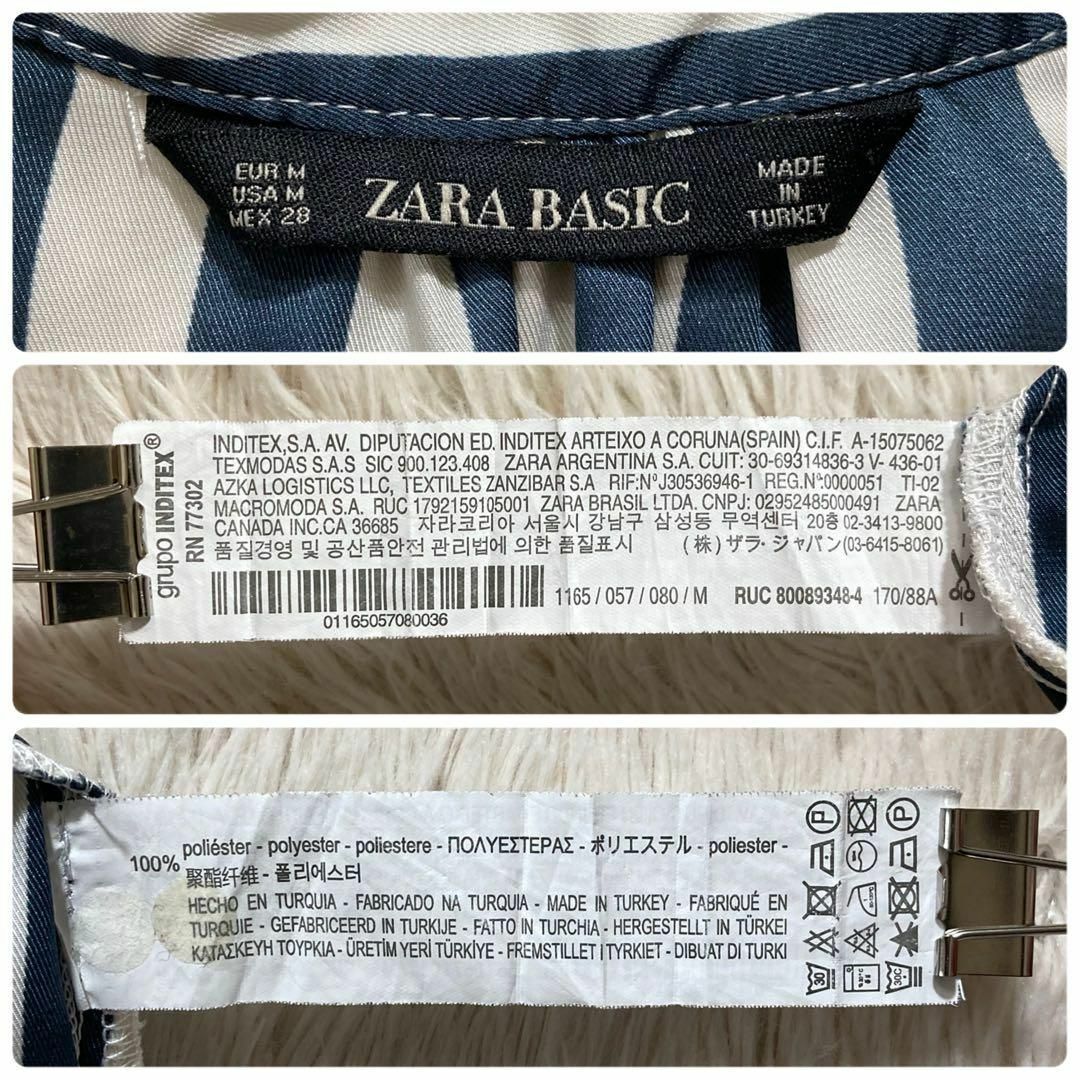 EUR M
USA M
MEX 28
ZARA BASIC
MADE
IN
TURKEY
grupo INDITEX®
RN 77302
INDITEX,S.A. AV. DIPUTACION ED. INDITEX ARTEIXO A CORUNA(SPAIN) C.I.F. A-15075062
TEXMODAS S.A.S SIC 900.123.408 ZARA ARGENTINA S.A. CUIT: 30-69314836-3 V- 436-01
AZKA LOGISTICS LLC, TEXTILES ZANZIBAR S.A RIF:NºJ30536946-1 REG.Nº0000051 TI-02
MACROMODA S.A. RUC 1792159105001 ZARA BRASIL LTDA. CNPJ: 02952485000491 ZARA
CANADA INC.CA 36685 자라코리아 서울시 강남구 삼성동 무역센터 20층 02-3413-9800
품질경영 및 공산품안전 관리법에 의한 품질표시 (株) ザラ・ジャパン(03-6415-8061)
01165057080036
1165 / 057 / 080 / M RUC 80089348-4 170/88A
100% poliéster - polyester - poliestere - ΠΟΛΥΕΣΤΕΡΑΣ - ポリエステル - poliester -
聚酯纤维 - 폴리에스터
HECHO EN TURQUIA - FABRICADO NA TURQUIA - MADE IN TURKEY - FABRIQUÉ EN
TURQUIE - GEFABRICEERD IN TURKIJE - FATTO IN TURCHIA - HERGESTELLT IN TÜRKEI
ΚΑΤΑΣΚΕΥΗ ΤΟΥΡΚΙΑ - ÜRETİM YERİ TÜRKİYE - FREMSTILLET I TYRKIET - DIBUAT DI TURKI
P
P
30
30C